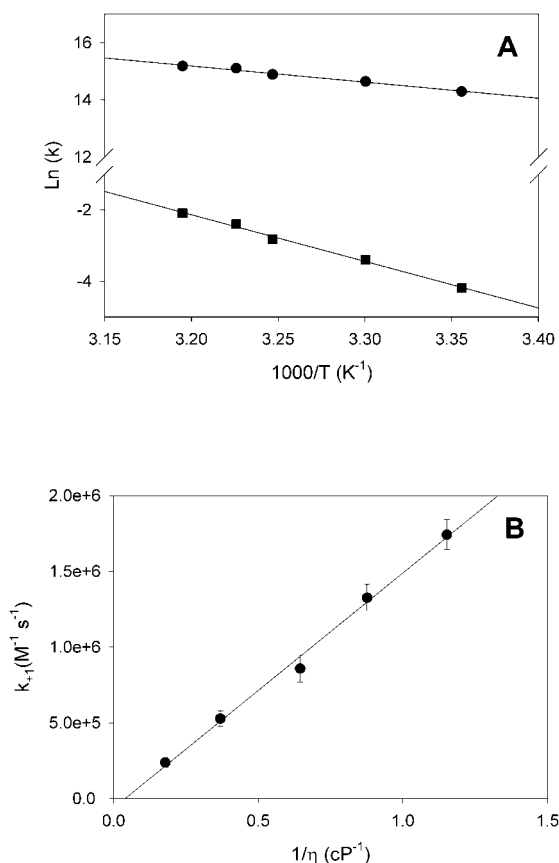 A
16
14
12
-2
-4
Ln (k)
3.15 3.20 3.25 3.30 3.35 3.40
1000/T (K⁻¹)
B
2.0e+6
1.5e+6
1.0e+6
5.0e+5
0.0
k₊₁(M⁻¹ s⁻¹)
0.0 0.5 1.0 1.5
1/η (cP⁻¹)